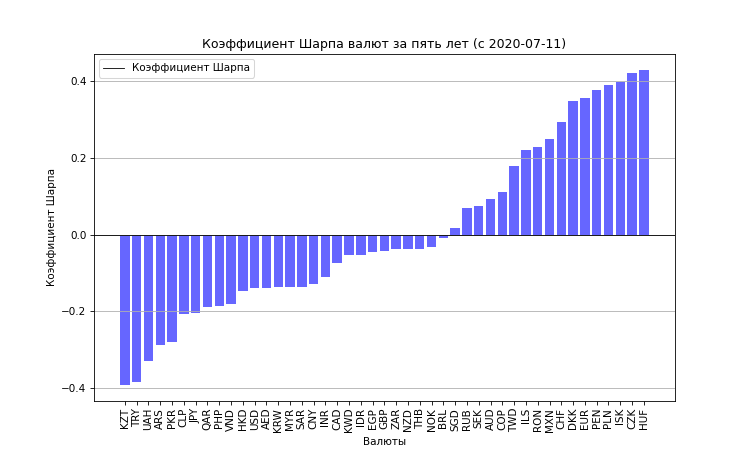 Коэффициент Шарпа валют за пять лет (с 2020-07-11)
Коэффициент Шарпа
0.4
0.2
0.0
−0.2
−0.4
Коэффициент Шарпа
KZT TRY UAH ARS PKR CLP JPY QAR PHP VND HKD USD AED KRW MYR SAR CNY INR CAD KWD IDR EGP GBP ZAR NZD THB NOK BRL SGD RUB SEK AUD COP TWD ILS RON MXN CHF DKK EUR PEN PLN ISK CZK HUF
Валюты